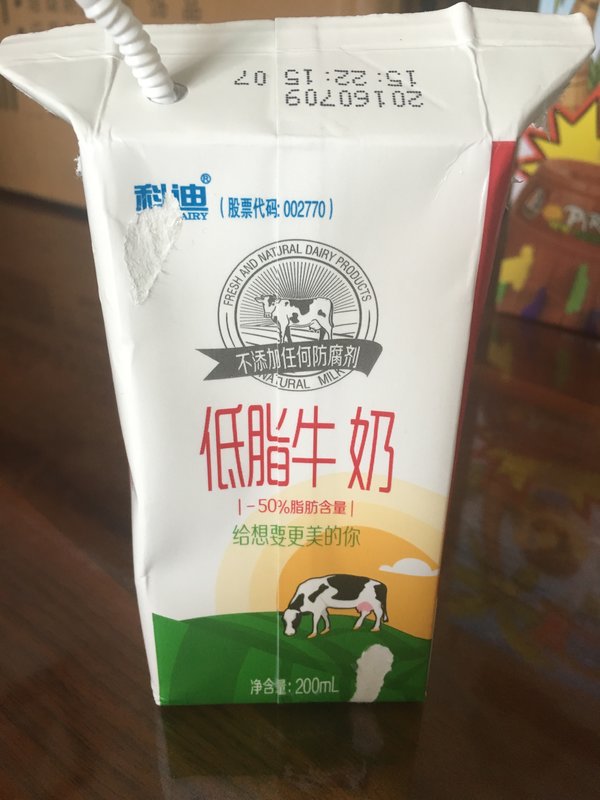 20160709
15:22:15 07
科迪®
DAIRY
(股票代码: 002770)
FRESH AND NATURAL DAIRY PRODUCTS
不添加任何防腐剂
NATURAL MILK
低脂牛奶
|-50%脂肪含量|
给想要更美的你
净含量: 200mL